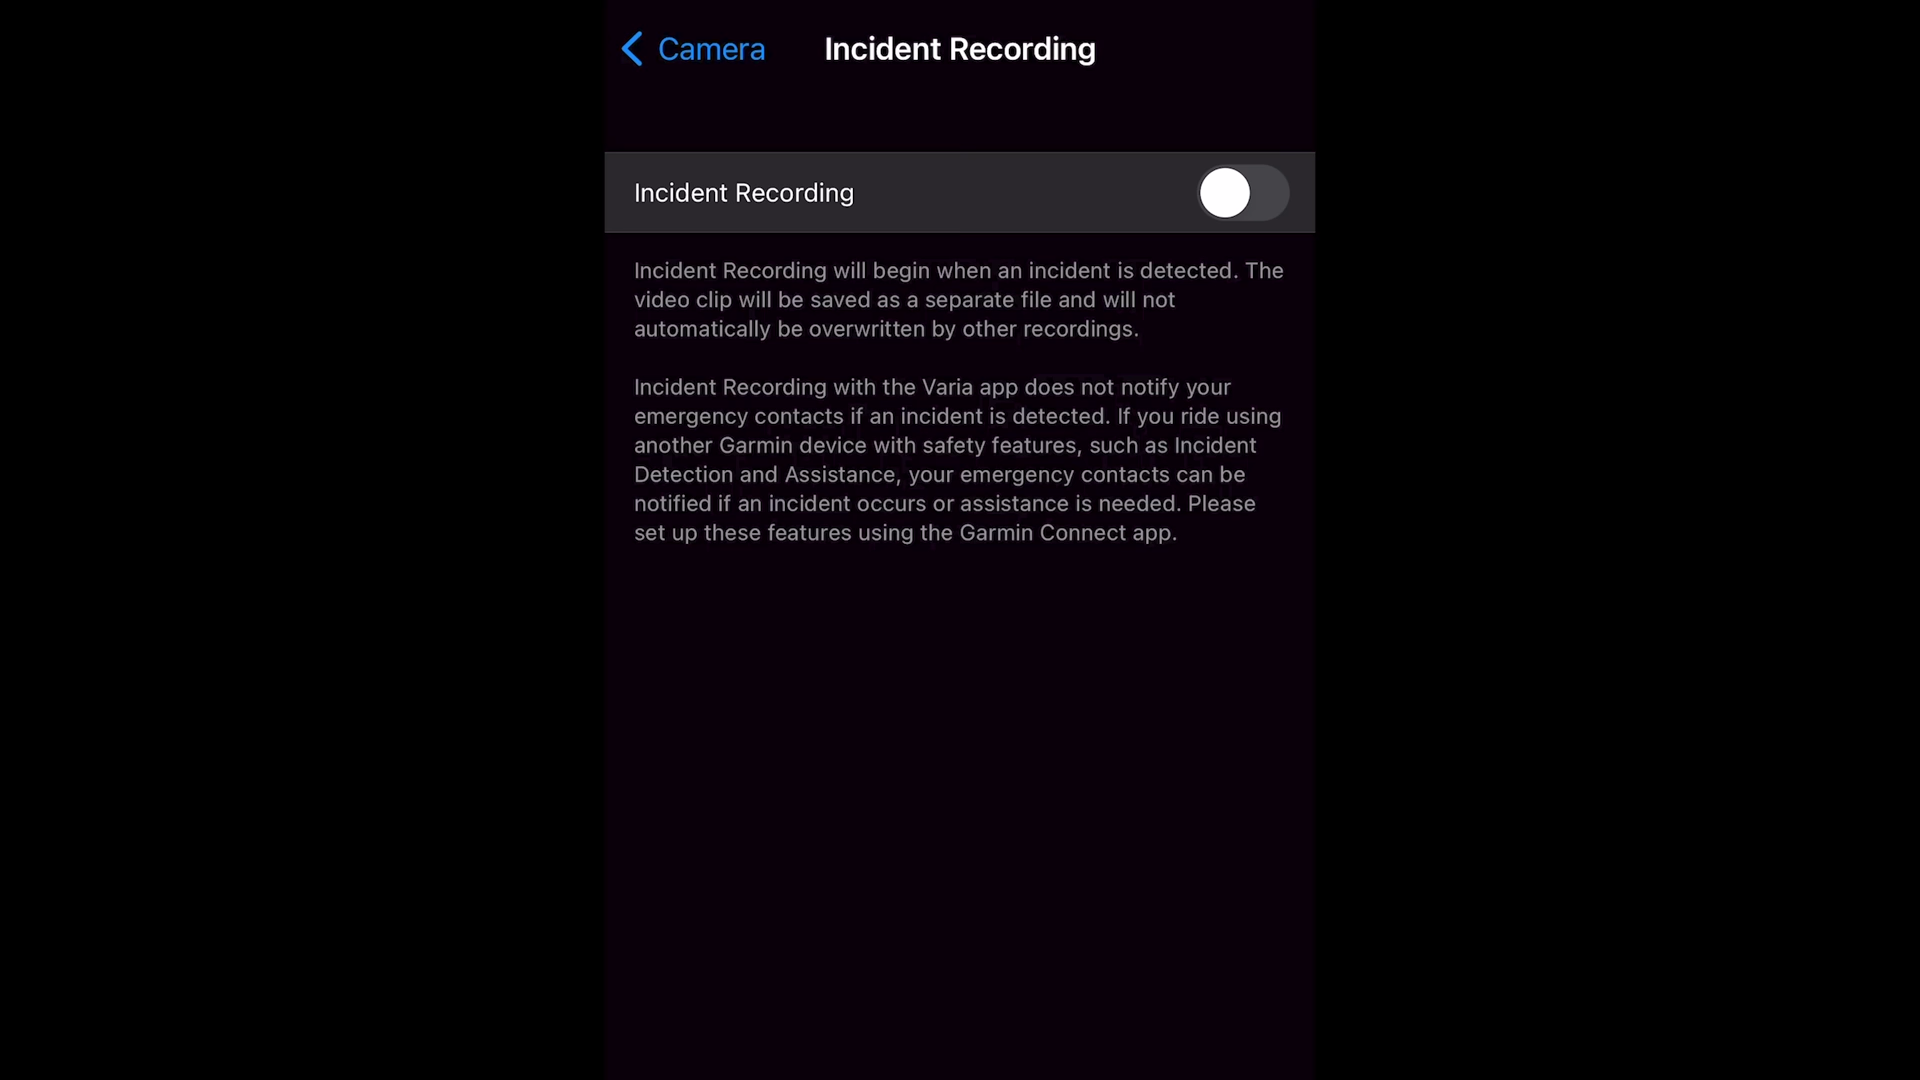 Camera
Incident Recording
Incident Recording
Incident Recording will begin when an incident is detected. The
video clip will be saved as a separate file and will not
automatically be overwritten by other recordings.
Incident Recording with the Varia app does not notify your
emergency contacts if an incident is detected. If you ride using
another Garmin device with safety features, such as Incident
Detection and Assistance, your emergency contacts can be
notified if an incident occurs or assistance is needed. Please
set up these features using the Garmin Connect app.